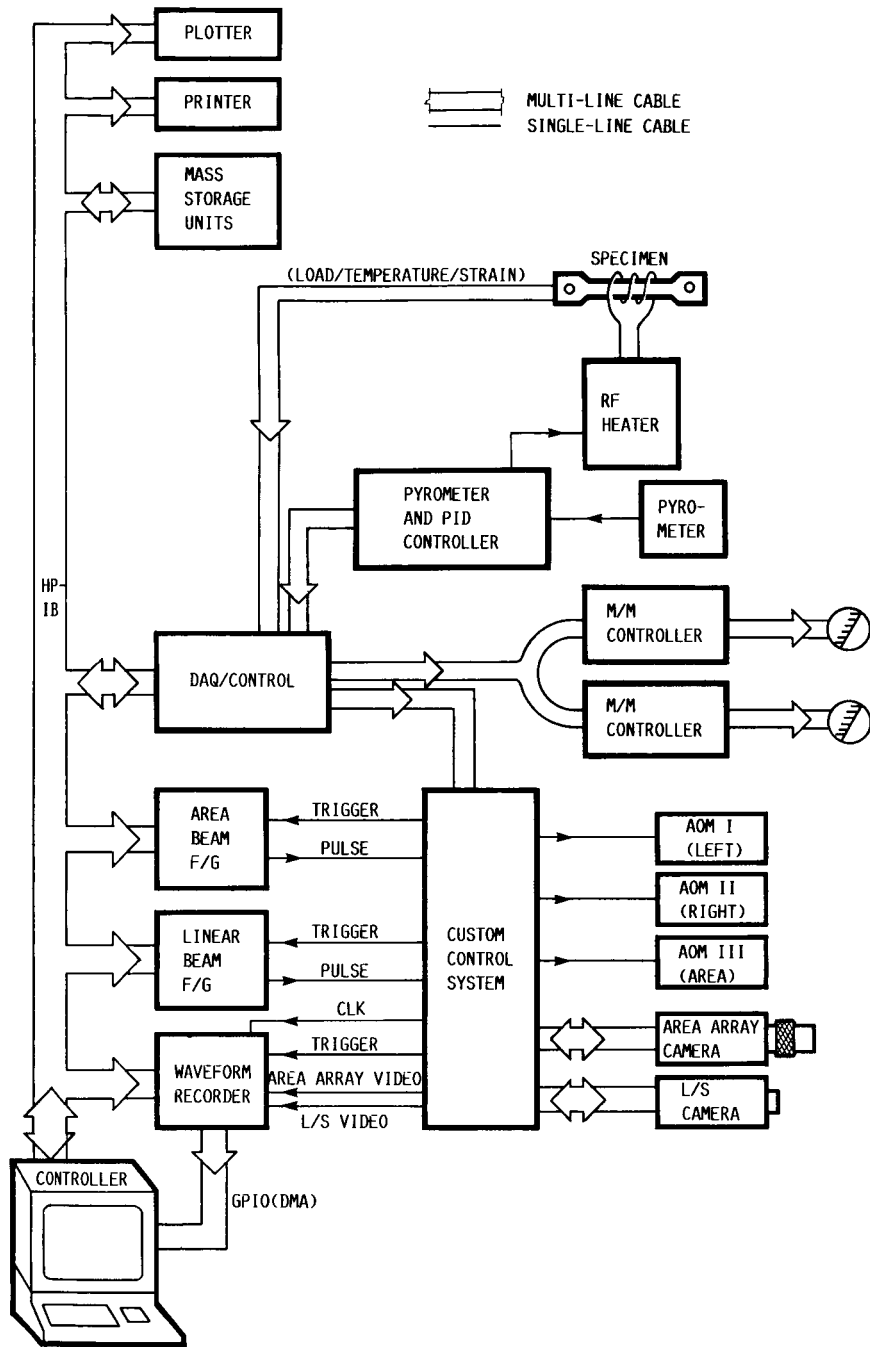 PLOTTER
PRINTER
MULTI-LINE CABLE
SINGLE-LINE CABLE
MASS
STORAGE
UNITS
SPECIMEN
(LOAD/TEMPERATURE/STRAIN)
RF
HEATER
PYROMETER
AND PID
CONTROLLER
PYRO-
METER
HP-
IB
M/M
CONTROLLER
DAQ/CONTROL
M/M
CONTROLLER
AREA
BEAM
F/G
TRIGGER
PULSE
AOM I
(LEFT)
AOM II
(RIGHT)
LINEAR
BEAM
F/G
TRIGGER
PULSE
CUSTOM
CONTROL
SYSTEM
AOM III
(AREA)
CLK
WAVEFORM
RECORDER
TRIGGER
AREA ARRAY VIDEO
L/S VIDEO
AREA ARRAY
CAMERA
L/S
CAMERA
CONTROLLER
GPIO(DMA)